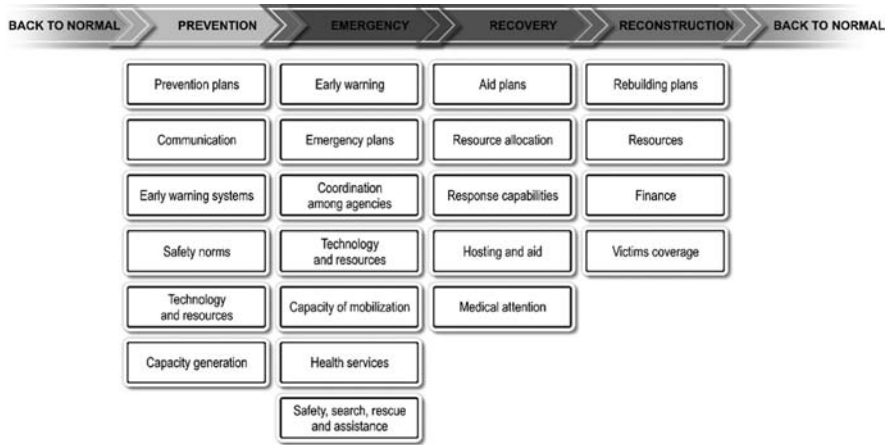 BACK TO NORMAL PREVENTION EMERGENCY RECOVERY RECONSTRUCTION BACK TO NORMAL
Prevention plans
Communication
Early warning systems
Safety norms
Technology
and resources
Capacity generation
Early warning
Emergency plans
Coordination
among agencies
Technology
and resources
Capacity of mobilization
Health services
Safety, search, rescue
and assistance
Aid plans
Resource allocation
Response capabilities
Hosting and aid
Medical attention
Rebuilding plans
Resources
Finance
Victims coverage